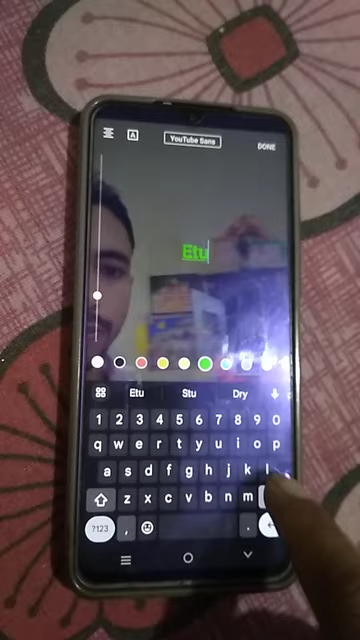 YouTube Sans
DONE
Etu
Etu Stu Dry
1 2 3 4 5 6 7 8 9 0
q w e r t y u i o p
a s d f g h j k l
z x c v b n m
?123 , .